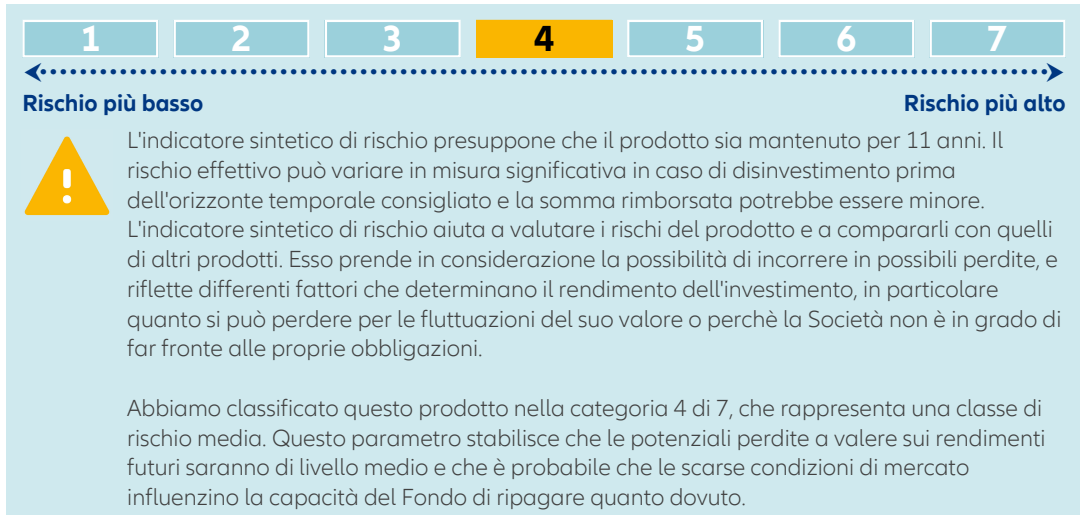 1 2 3 4 5 6 7
Rischio più basso Rischio più alto
L'indicatore sintetico di rischio presuppone che il prodotto sia mantenuto per 11 anni. Il
rischio effettivo può variare in misura significativa in caso di disinvestimento prima
dell'orizzonte temporale consigliato e la somma rimborsata potrebbe essere minore.
L'indicatore sintetico di rischio aiuta a valutare i rischi del prodotto e a compararli con quelli
di altri prodotti. Esso prende in considerazione la possibilità di incorrere in possibili perdite, e
riflette differenti fattori che determinano il rendimento dell'investimento, in particolare
quanto si può perdere per le fluttuazioni del suo valore o perchè la Società non è in grado di
far fronte alle proprie obbligazioni.
Abbiamo classificato questo prodotto nella categoria 4 di 7, che rappresenta una classe di
rischio media. Questo parametro stabilisce che le potenziali perdite a valere sui rendimenti
futuri saranno di livello medio e che è probabile che le scarse condizioni di mercato
influenzino la capacità del Fondo di ripagare quanto dovuto.